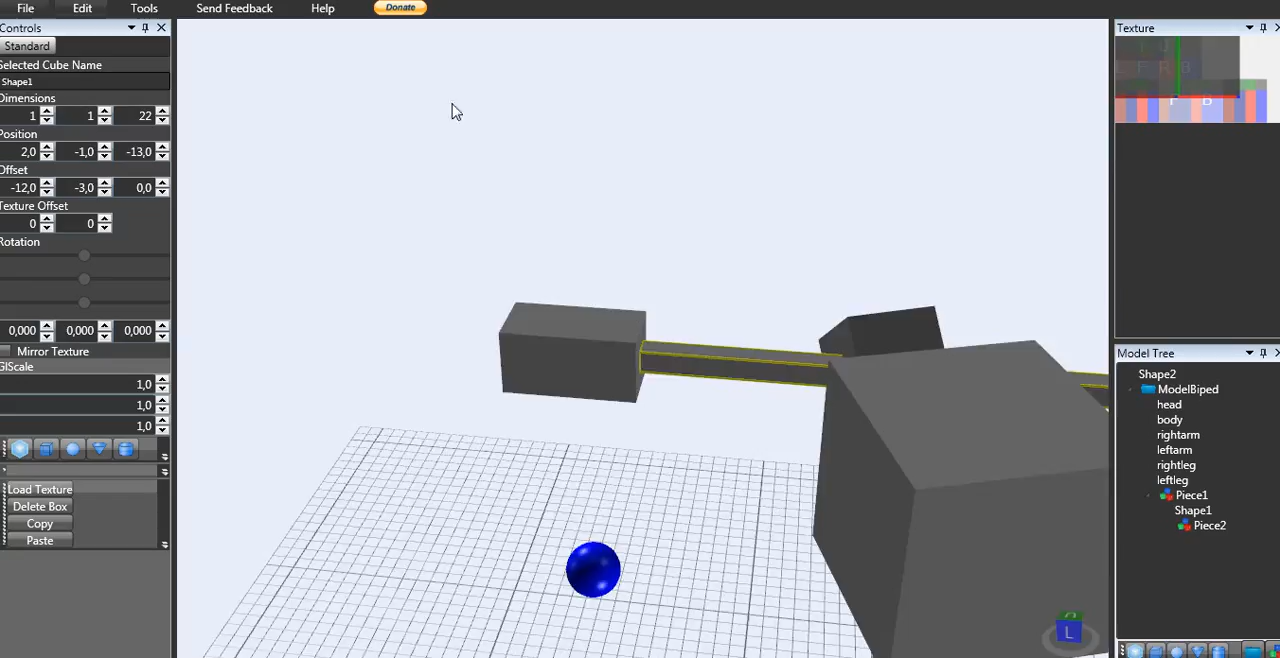 File Edit Tools Send Feedback Help Donate
Controls
Standard
Selected Cube Name
Shape1
Dimensions
1 1 22
Position
2,0 -1,0 -13,0
Offset
-12,0 -3,0 0,0
Texture Offset
0 0
Rotation
0,000 0,000 0,000
Mirror Texture
GlScale
1,0
1,0
1,0
Load Texture
Delete Box
Copy
Paste
L
Texture
F B
Model Tree
Shape2
ModelBiped
head
body
rightarm
leftarm
rightleg
leftleg
Piece1
Shape1
Piece2